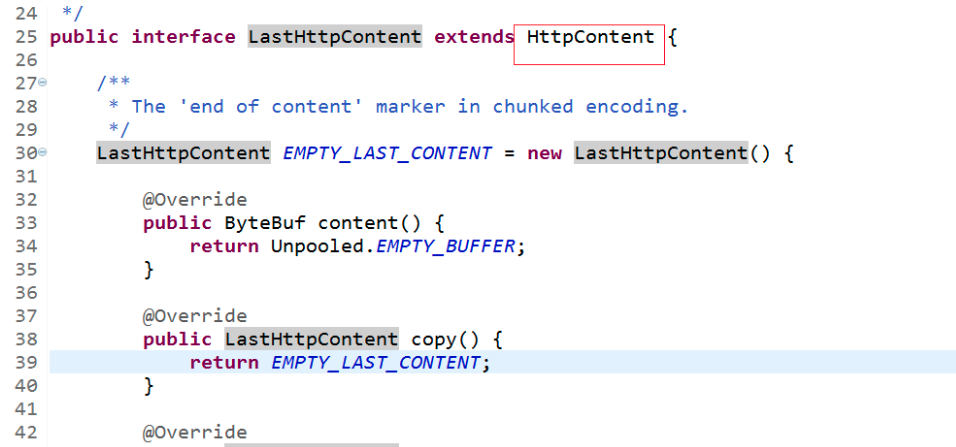 24  */
25 public interface LastHttpContent extends HttpContent {
26
27     /**
28      * The 'end of content' marker in chunked encoding.
29      */
30     LastHttpContent EMPTY_LAST_CONTENT = new LastHttpContent() {
31
32         @Override
33         public ByteBuf content() {
34             return Unpooled.EMPTY_BUFFER;
35         }
36
37         @Override
38         public LastHttpContent copy() {
39             return EMPTY_LAST_CONTENT;
40         }
41
42         @Override